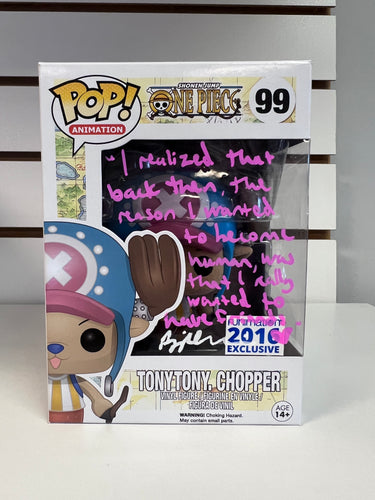 POP!
ANIMATION
SHONEN JUMP
ONE PIECE
99
"I realized that
back then the
reason I wanted
to become
human, was
that I really
wanted to
have
funimation
2016
EXCLUSIVE
TONYTONY. CHOPPER
VINYL FIGURE / FIGURINE EN VINYLE /
FIGURA DE VINIL
WARNING! Choking Hazard.
May contain small parts.
AGE
14+